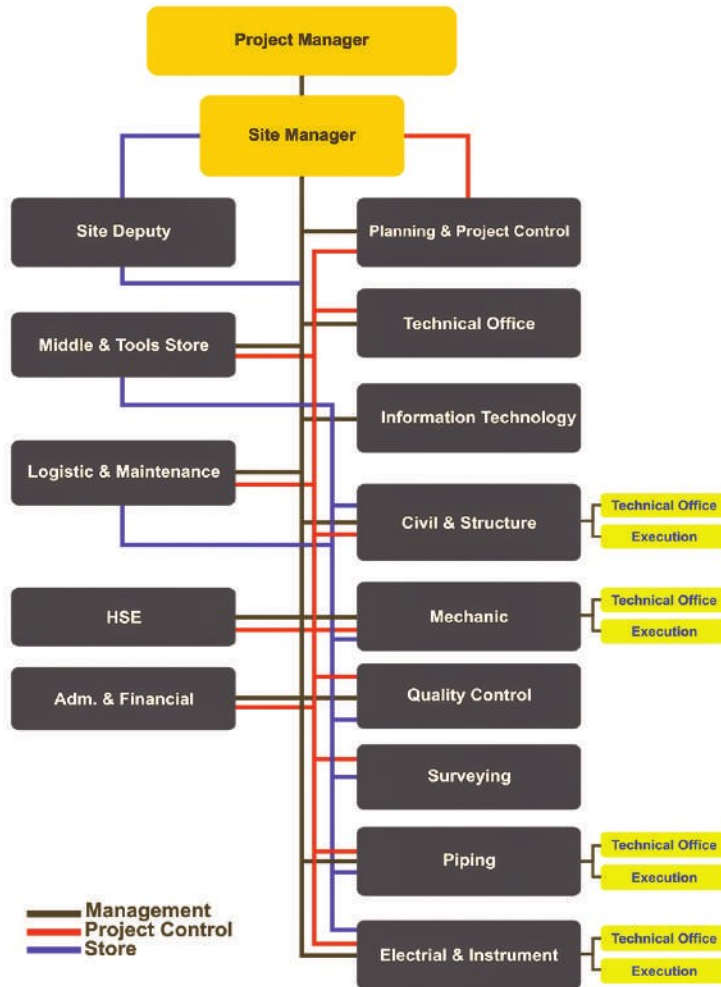 Project Manager
Site Manager
Site Deputy
Planning & Project Control
Middle & Tools Store
Technical Office
Information Technology
Logistic & Maintenance
Civil & Structure
Technical Office
Execution
HSE
Mechanic
Technical Office
Execution
Adm. & Financial
Quality Control
Surveying
Piping
Technical Office
Execution
Electrial & Instrument
Technical Office
Execution
Management
Project Control
Store